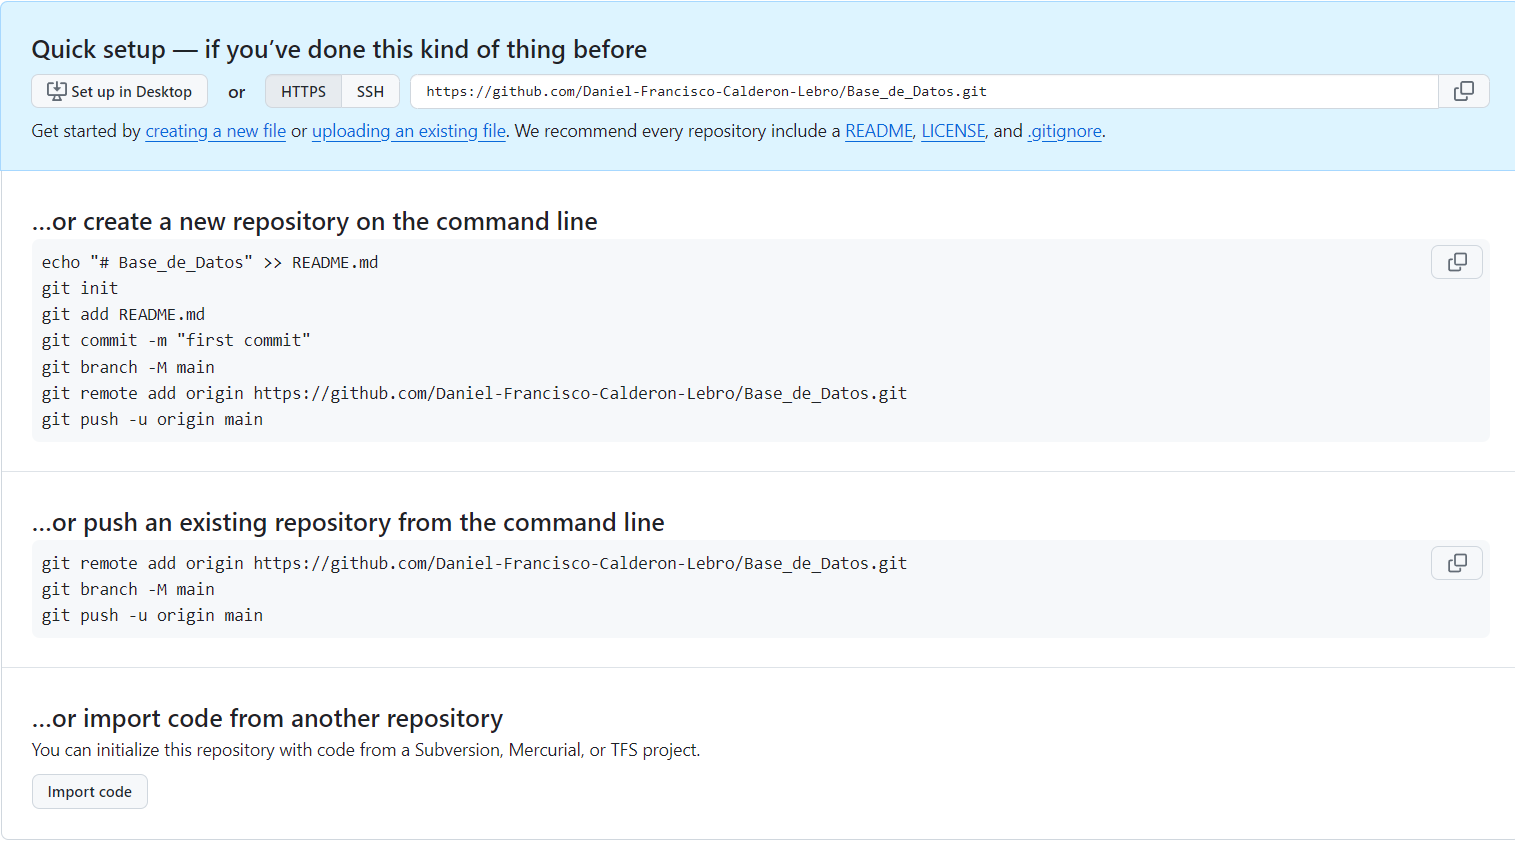 Quick setup — if you’ve done this kind of thing before
Set up in Desktop or HTTPS SSH https://github.com/Daniel-Francisco-Calderon-Lebro/Base_de_Datos.git
Get started by creating a new file or uploading an existing file. We recommend every repository include a README, LICENSE, and .gitignore.
…or create a new repository on the command line
echo "# Base_de_Datos" >> README.md
git init
git add README.md
git commit -m "first commit"
git branch -M main
git remote add origin https://github.com/Daniel-Francisco-Calderon-Lebro/Base_de_Datos.git
git push -u origin main
…or push an existing repository from the command line
git remote add origin https://github.com/Daniel-Francisco-Calderon-Lebro/Base_de_Datos.git
git branch -M main
git push -u origin main
…or import code from another repository
You can initialize this repository with code from a Subversion, Mercurial, or TFS project.
Import code